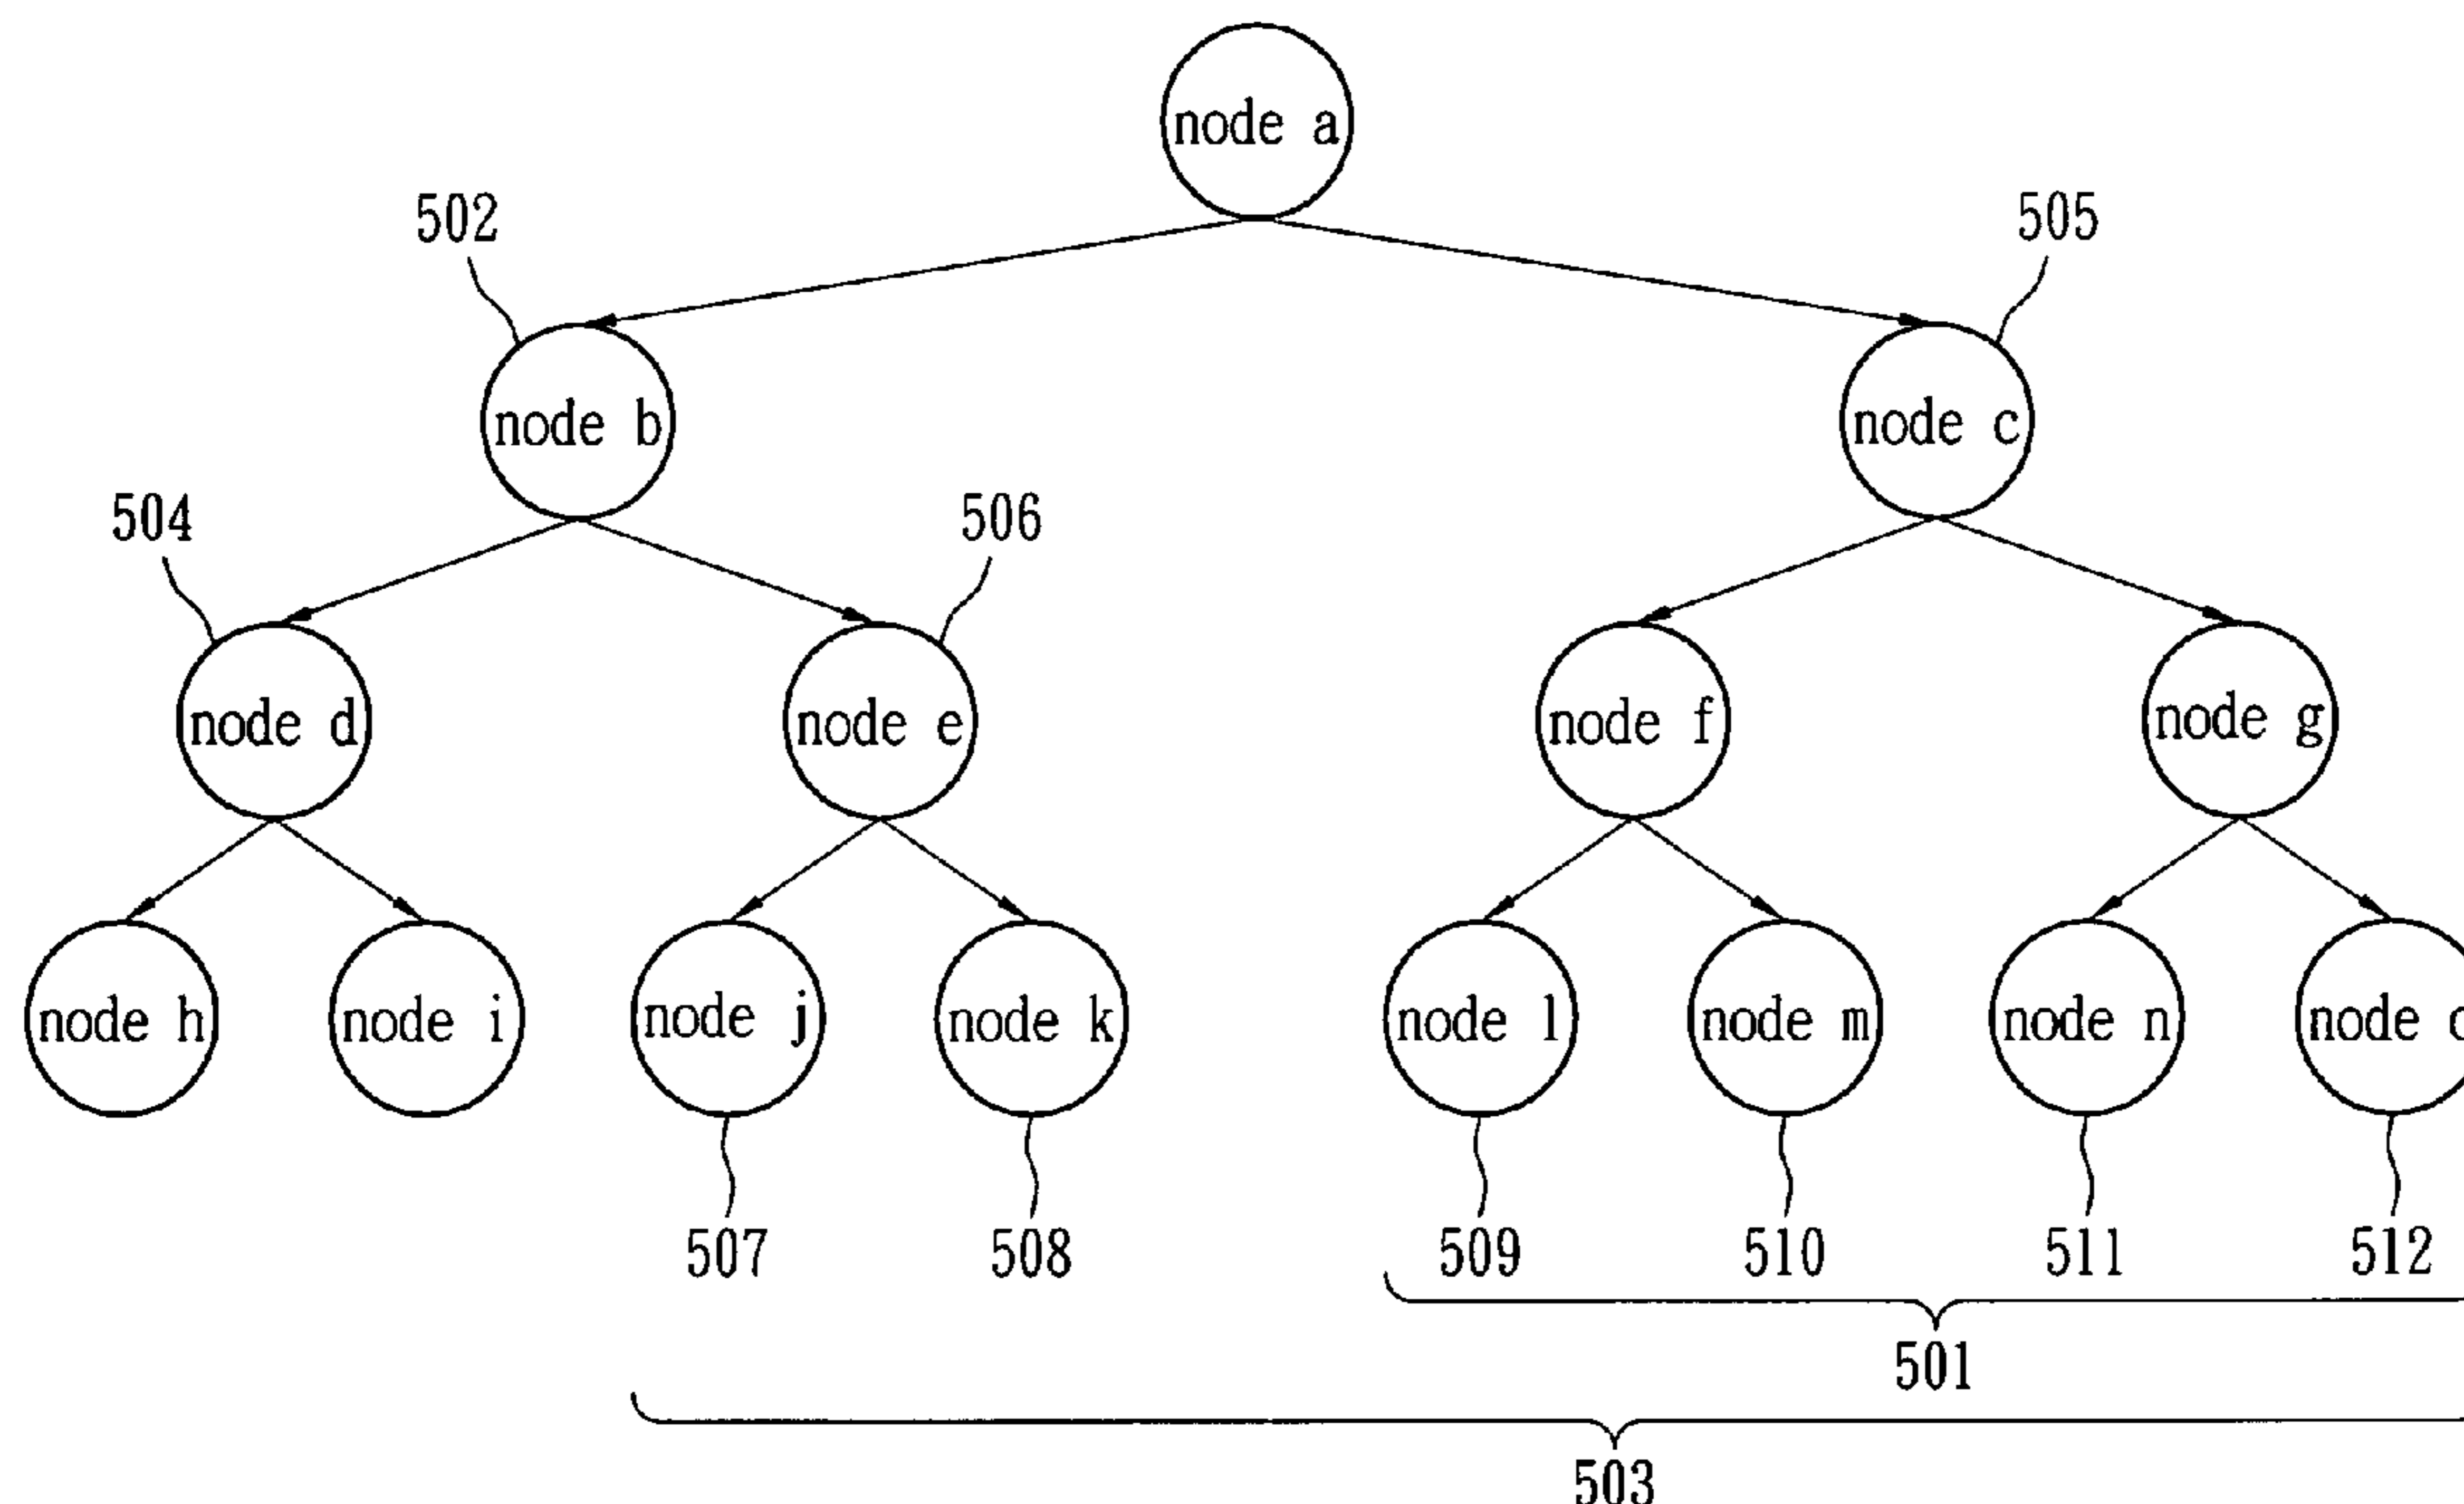 node a
502
505
node b
node c
504
506
node d
node e
node f
node g
node h
node i
node j
node k
node l
node m
node n
node
507
508
509
510
511
512
501
503